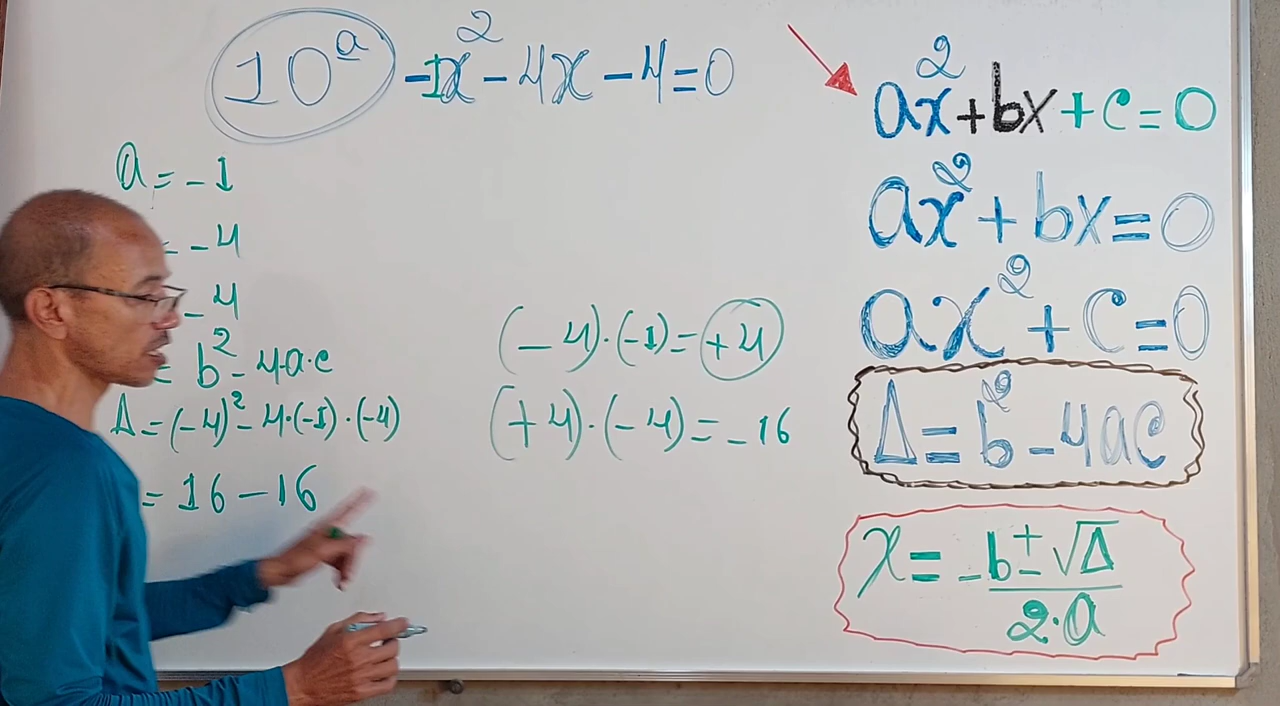 10ª -1x² - 4x - 4 = 0
a = -1
= -4
-4
= b² - 4·a·c
Δ = (-4)² - 4·(-1)·(-4)
= 16 - 16
(-4)·(-1) = +4
(+4)·(-4) = -16
ax² + bx + c = 0
ax² + bx = 0
ax² + c = 0
Δ = b² - 4ac
x = -b ± √Δ
2·a